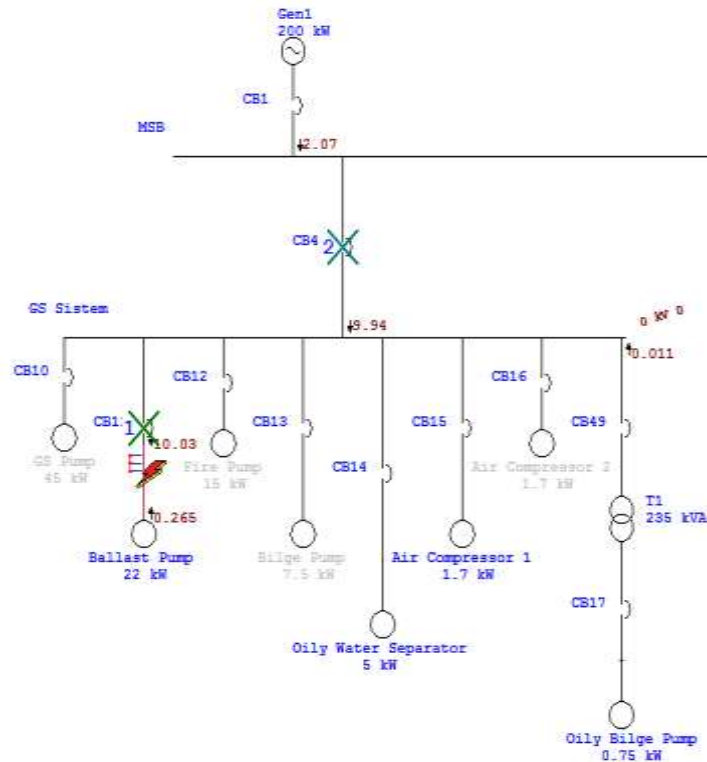 Gen1
200 kW
CB1
MSB
2.07
CB4
2
GS Sistem
9.94
0 kV 0
0.011
CB10
CB12
CB16
CB11
1
CB13
CB15
CB49
10.03
GS Pump
45 kW
Fire Pump
15 kW
CB14
Air Compressor 2
1.7 kW
T1
235 kVA
0.265
Ballast Pump
22 kW
Bilge Pump
7.5 kW
Air Compressor 1
1.7 kW
CB17
Oily Water Separator
5 kW
Oily Bilge Pump
0.75 kW